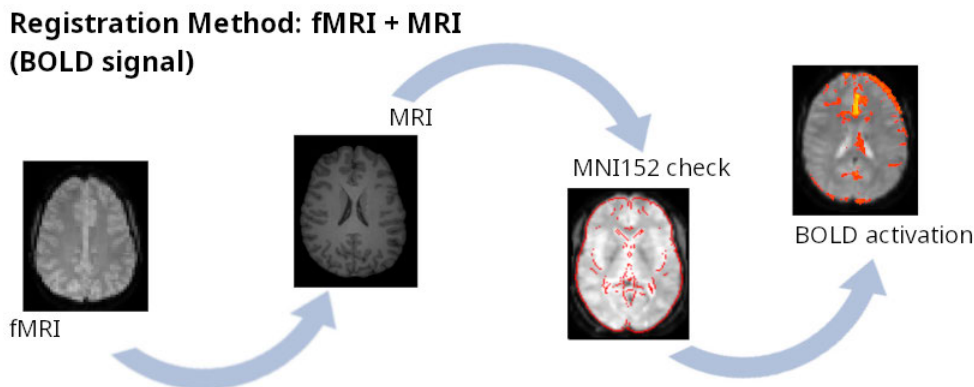 Registration Method: fMRI + MRI
(BOLD signal)
MRI
MNI152 check
BOLD activation
fMRI